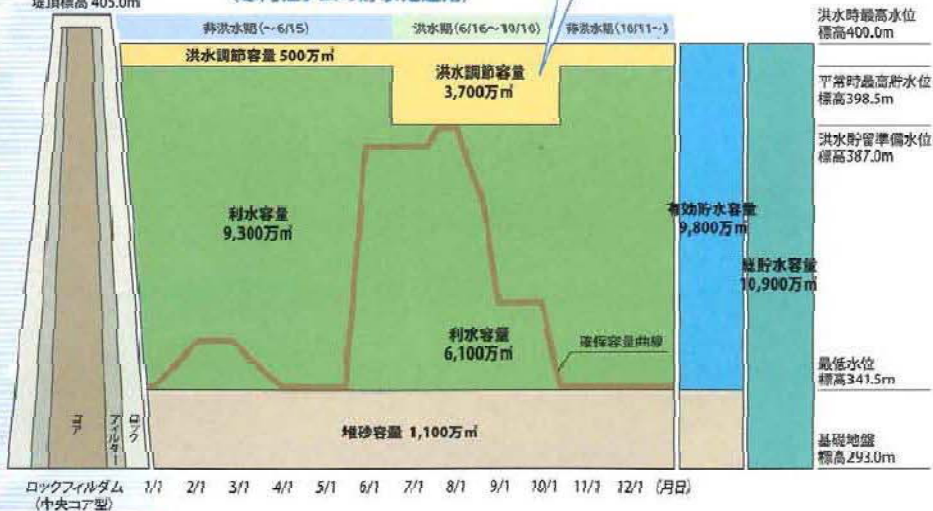 堤頂標高 405.0m
非洪水期(~6/15)
洪水期(6/16~10/10)
非洪水期(10/11~)
洪水時最高水位
標高400.0m
洪水調節容量 500万㎥
洪水調節容量
3,700万㎥
平常時最高貯水位
標高398.5m
洪水貯留準備水位
標高387.0m
利水容量
9,300万㎥
有効貯水容量
9,800万㎥
総貯水容量
10,900万㎥
利水容量
6,100万㎥
確保容量曲線
最低水位
標高341.5m
コア
フィルター
ロック
堆砂容量 1,100万㎥
基礎地盤
標高293.0m
ロックフィルダム
(中央コア型)
1/1 2/1 3/1 4/1 5/1 6/1 7/1 8/1 9/1 10/1 11/1 12/1 (月日)